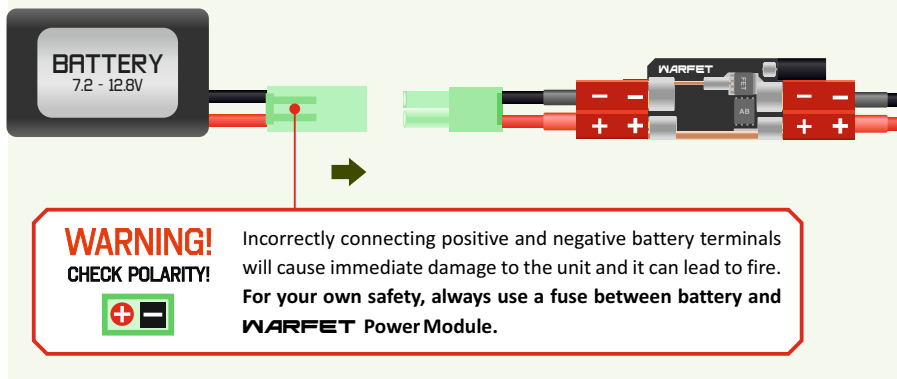 BATTERY
7.2 - 12.8V
WARFET
FET
AB
− −
+ +
− −
+ +
WARNING!
CHECK POLARITY!
+ −
Incorrectly connecting positive and negative battery terminals
will cause immediate damage to the unit and it can lead to fire.
For your own safety, always use a fuse between battery and
WARFET Power Module.